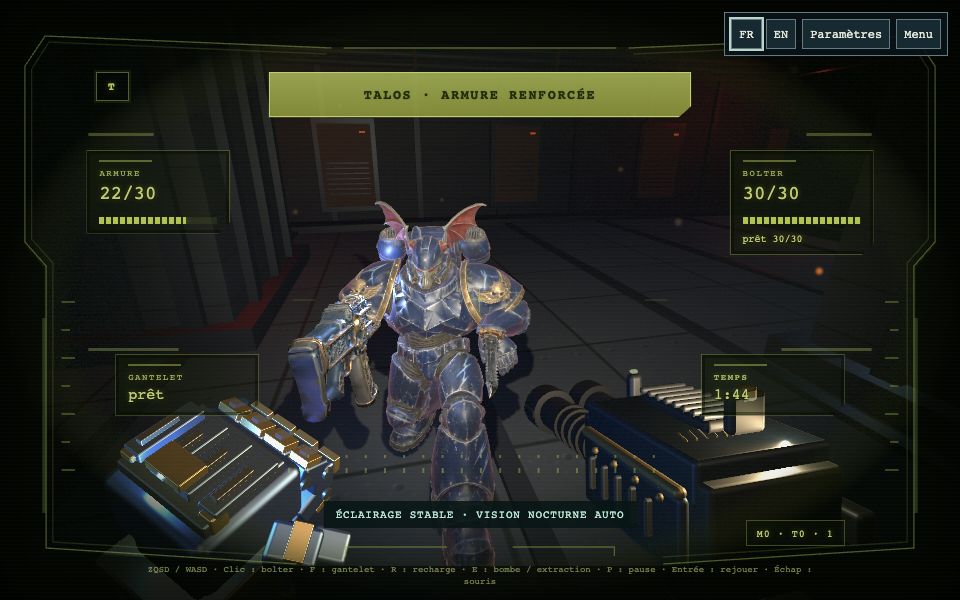 FR EN Paramètres Menu
T
TALOS · ARMURE RENFORCÉE
ARMURE
22/30
BOLTER
30/30
prêt 30/30
GANTELET
prêt
TEMPS
1:44
ÉCLAIRAGE STABLE · VISION NOCTURNE AUTO
M0 · T0 · 1
ZQSD / WASD · Clic : bolter · F : gantelet · R : recharge · E : bombe / extraction · P : pause · Entrée : rejouer · Échap :
souris